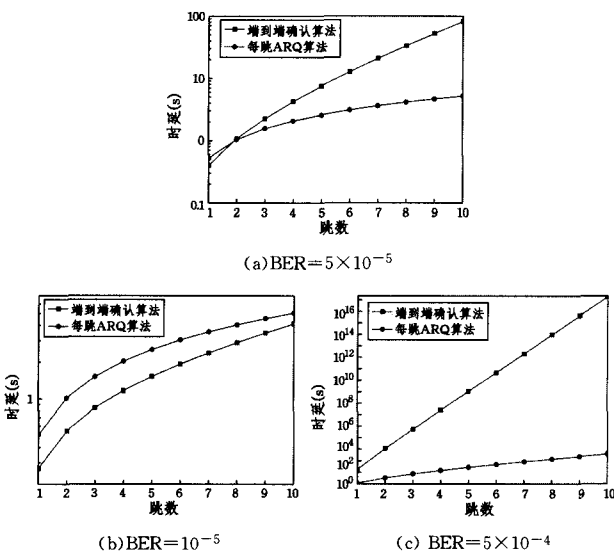 100
10
0
0.1
时延(s)
端到端确认算法
每跳ARQ算法
1 2 3 4 5 6 7 8 9 10
跳数
(a)BER=5×10⁻⁵
1
时延(s)
端到端确认算法
每跳ARQ算法
1 2 3 4 5 6 7 8 9 10
跳数
(b)BER=10⁻⁵
10¹⁶
10¹⁴
10¹²
10¹⁰
10⁸
10⁶
10⁴
10²
10⁰
时延(s)
端到端确认算法
每跳ARQ算法
1 2 3 4 5 6 7 8 9 10
跳数
(c) BER=5×10⁻⁴